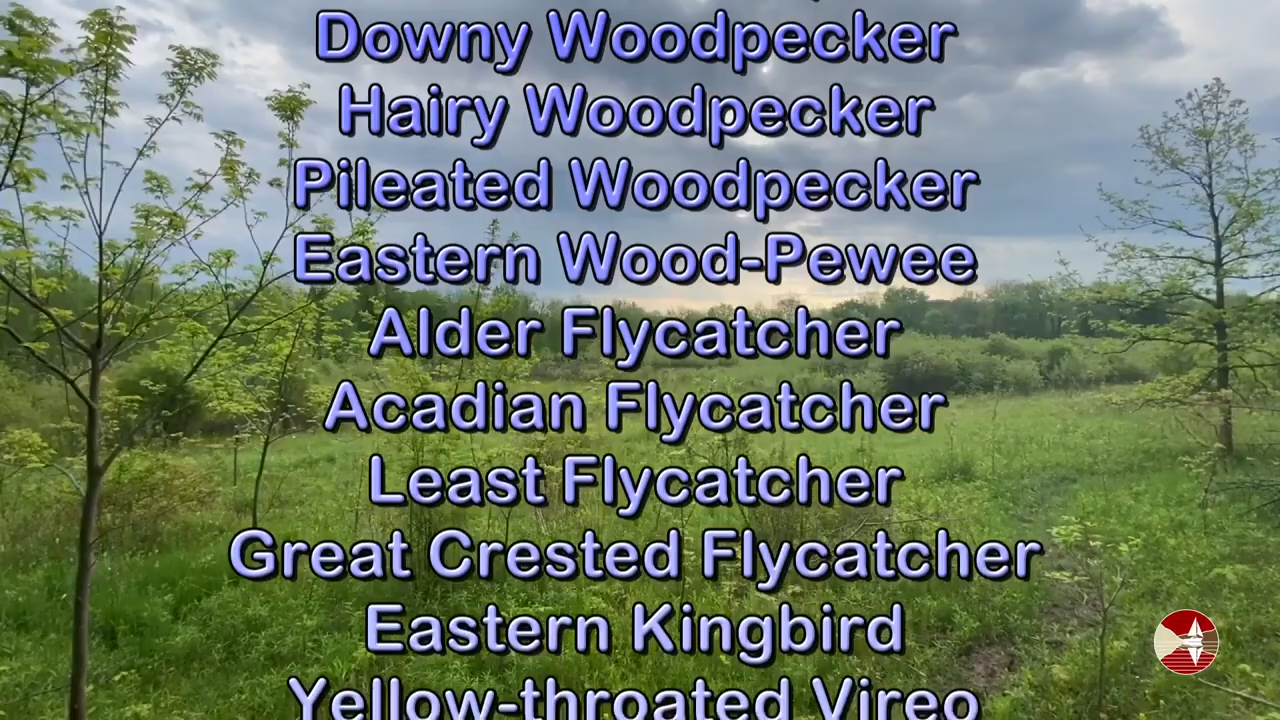 Downy Woodpecker
Hairy Woodpecker
Pileated Woodpecker
Eastern Wood-Pewee
Alder Flycatcher
Acadian Flycatcher
Least Flycatcher
Great Crested Flycatcher
Eastern Kingbird
Yellow-throated Vireo